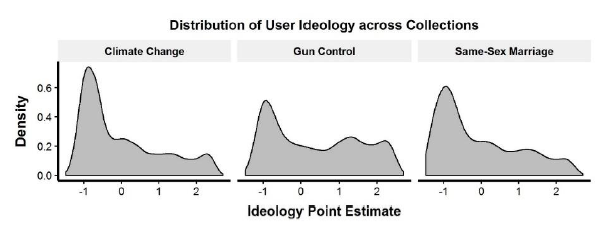 Distribution of User Ideology across Collections
Climate Change
Gun Control
Same-Sex Marriage
Density
0.6
0.4
0.2
0.0
-1 0 1 2
-1 0 1 2
-1 0 1 2
Ideology Point Estimate